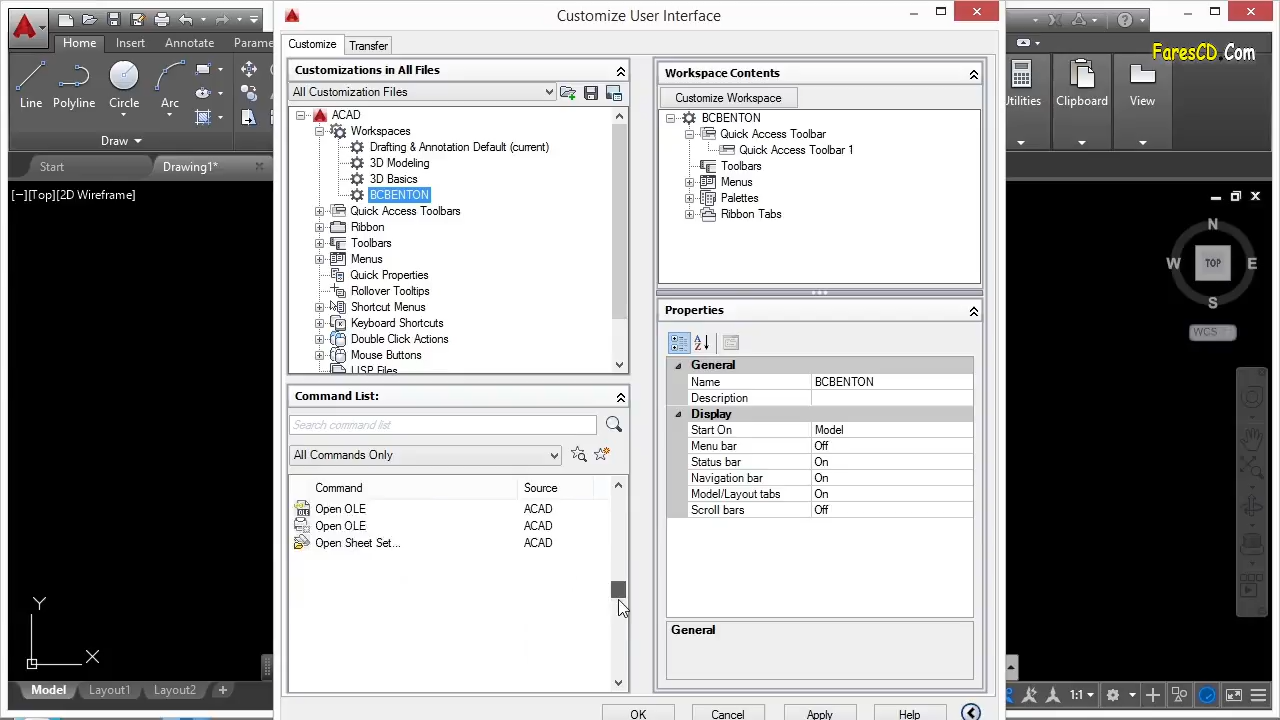 Customize User Interface
Home
Insert
Annotate
Parame
Line
Polyline
Circle
Arc
Draw
Start
Drawing1*
[−][Top][2D Wireframe]
Customize
Transfer
Customizations in All Files
All Customization Files
ACAD
Workspaces
Drafting & Annotation Default (current)
3D Modeling
3D Basics
BCBENTON
Quick Access Toolbars
Ribbon
Toolbars
Menus
Quick Properties
Rollover Tooltips
Shortcut Menus
Keyboard Shortcuts
Double Click Actions
Mouse Buttons
LISP Files
Command List:
Search command list
All Commands Only
Command Source
Open OLE ACAD
Open OLE ACAD
Open Sheet Set... ACAD
Workspace Contents
Customize Workspace
BCBENTON
Quick Access Toolbar
Quick Access Toolbar 1
Toolbars
Menus
Palettes
Ribbon Tabs
Properties
General
Name BCBENTON
Description
Display
Start On Model
Menu bar Off
Status bar On
Navigation bar On
Model/Layout tabs On
Scroll bars Off
General
OK
Cancel
Apply
Help
FaresCD.Com
Utilities
Clipboard
View
N
W
TOP
E
S
WCS
Y
X
Model
Layout1
Layout2
1:1